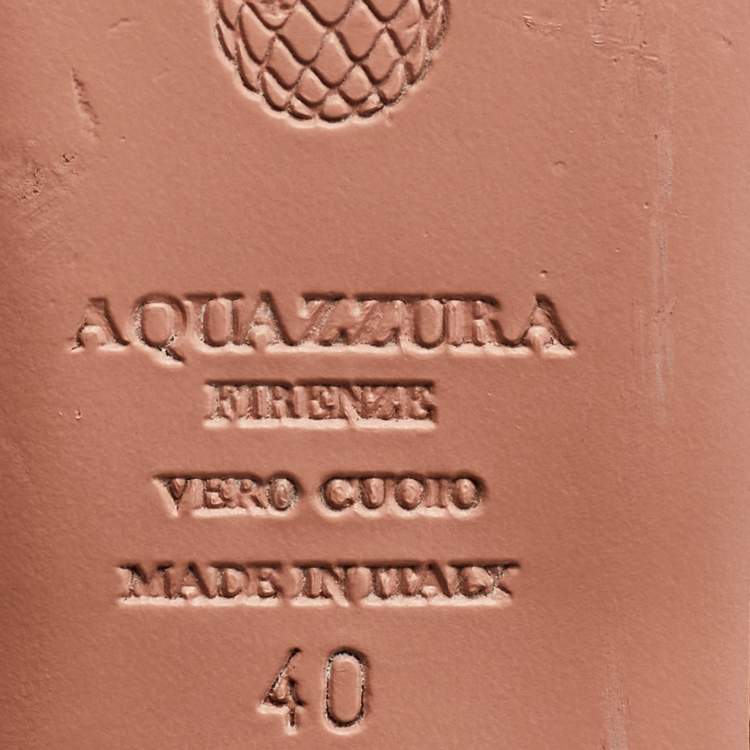 AQUAZZURA
FIRENZE
VERO CUOIO
MADE IN ITALY
40